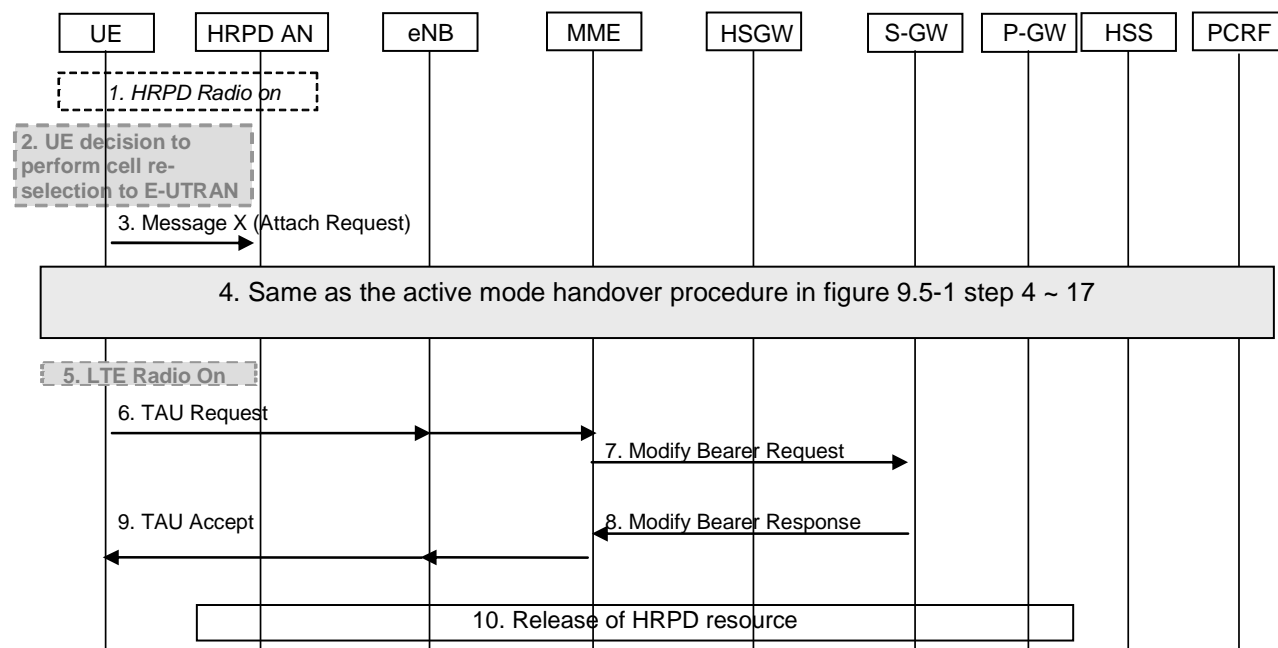 UE
HRPD AN
eNB
MME
HSGW
S-GW
P-GW
HSS
PCRF
1. HRPD Radio on
2. UE decision to
perform cell re-
selection to E-UTRAN
3. Message X (Attach Request)
4. Same as the active mode handover procedure in figure 9.5-1 step 4 ~ 17
5. LTE Radio On
6. TAU Request
7. Modify Bearer Request
8. Modify Bearer Response
9. TAU Accept
10. Release of HRPD resource